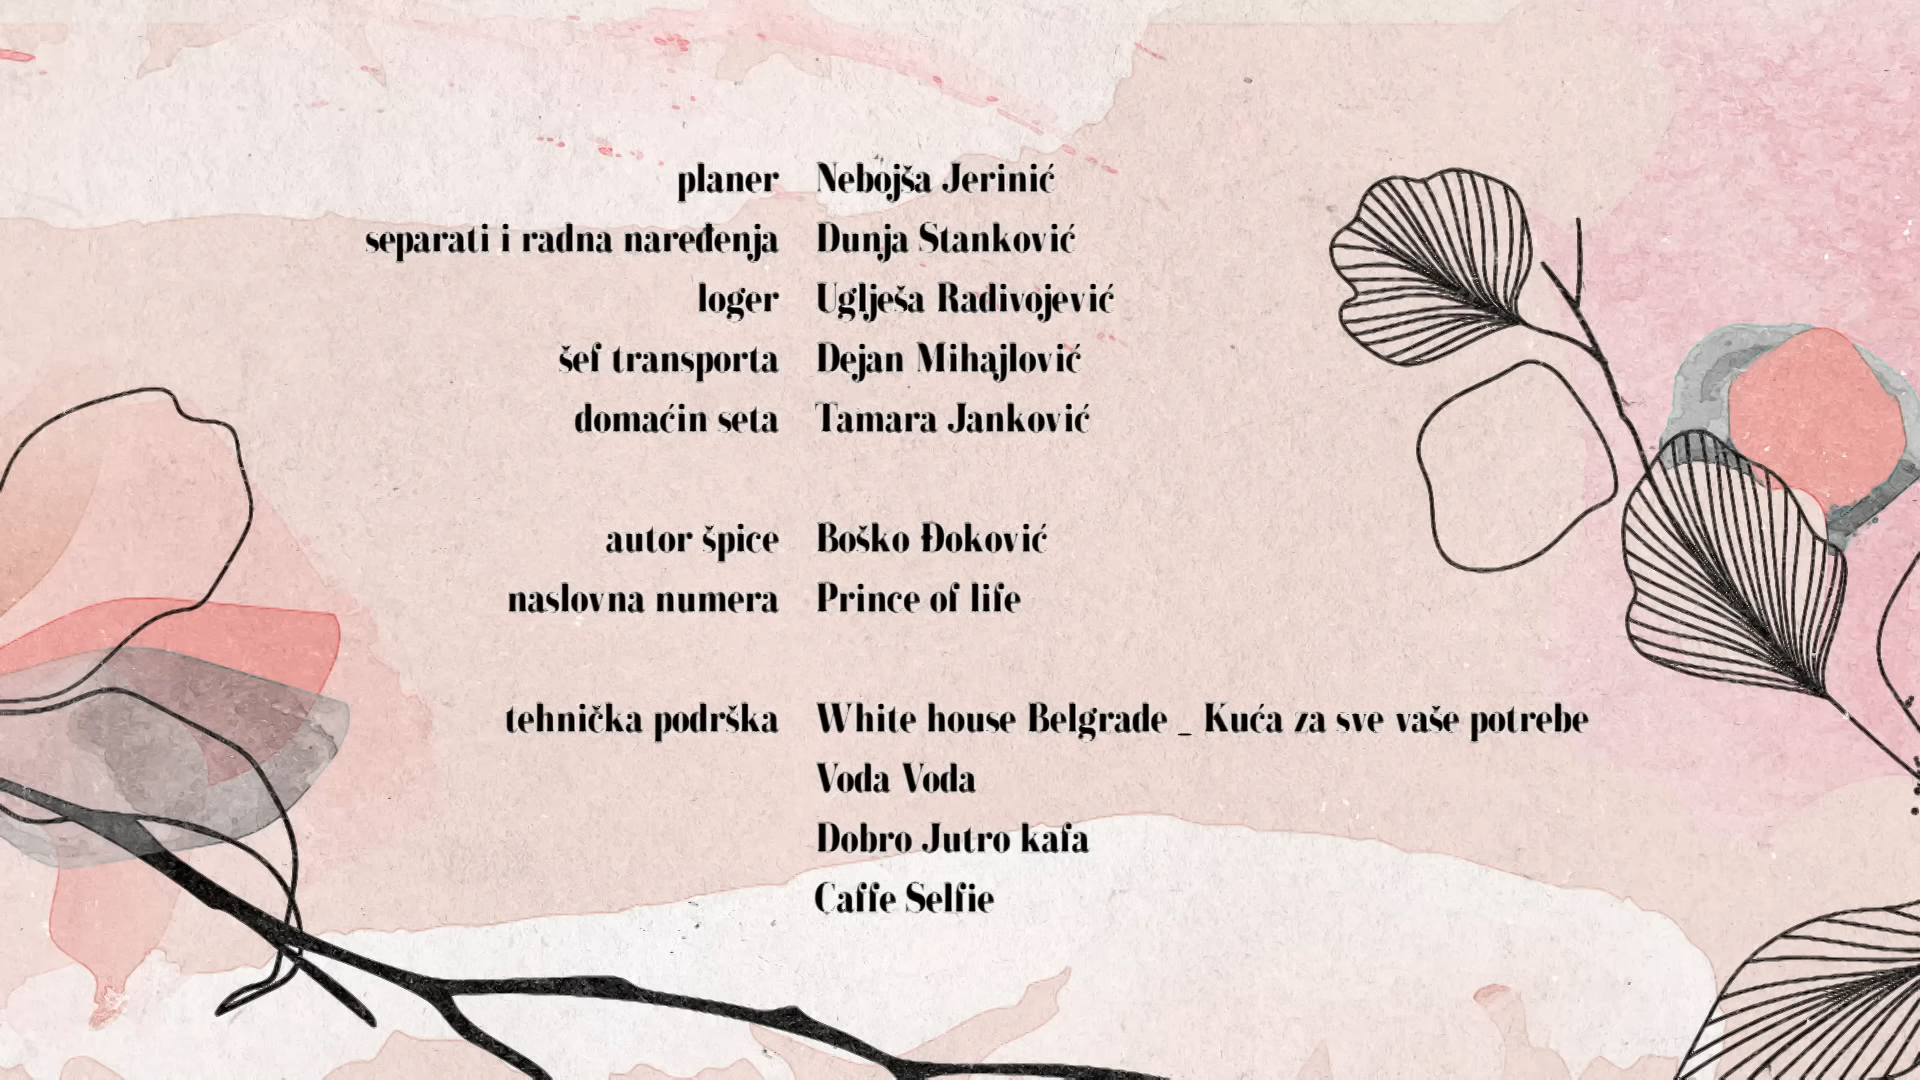 planer Nebojša Jerinić
separati i radna naređenja Dunja Stanković
loger Uglješa Radivojević
šef transporta Dejan Mihajlović
domaćin seta Tamara Janković
autor špice Boško Đoković
naslovna numera Prince of life
tehnička podrška White house Belgrade _ Kuća za sve vaše potrebe
Voda Voda
Dobro Jutro kafa
Caffe Selfie